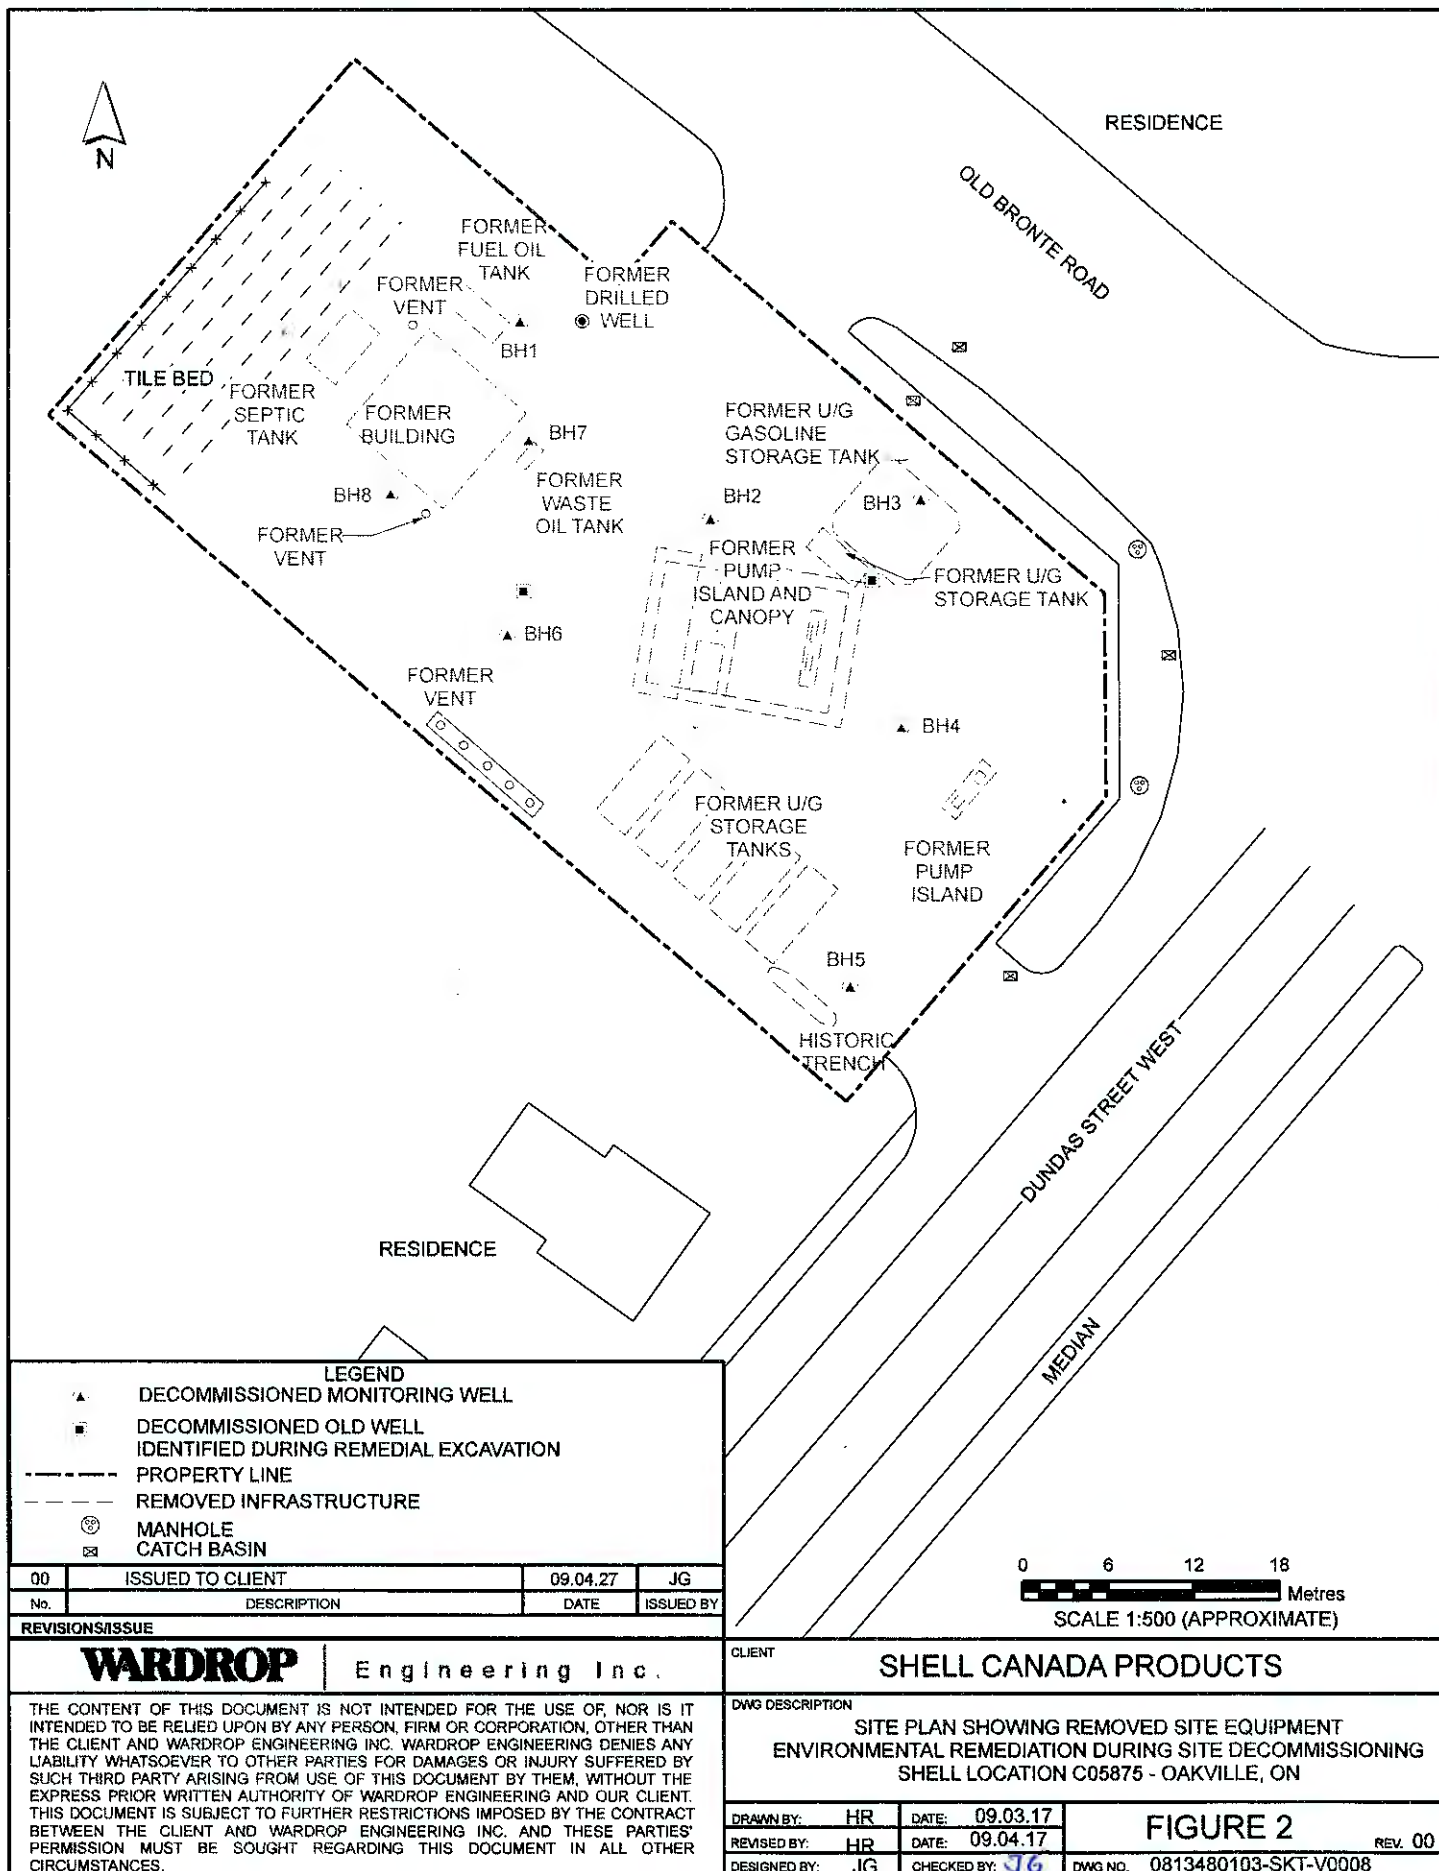 RESIDENCE
N
OLD BRONTE ROAD
FORMER
FUEL OIL
TANK
FORMER
VENT
FORMER
DRILLED
WELL
BH1
TILE BED
FORMER
SEPTIC
TANK
FORMER
BUILDING
BH7
FORMER U/G
GASOLINE
STORAGE TANK
BH8
FORMER
WASTE
OIL TANK
BH2
BH3
FORMER
VENT
FORMER
PUMP
ISLAND AND
CANOPY
FORMER U/G
STORAGE TANK
BH6
FORMER
VENT
BH4
FORMER U/G
STORAGE
TANKS
FORMER
PUMP
ISLAND
BH5
HISTORIC
TRENCH
DUNDAS STREET WEST
RESIDENCE
MEDIAN
LEGEND
DECOMMISSIONED MONITORING WELL
DECOMMISSIONED OLD WELL
IDENTIFIED DURING REMEDIAL EXCAVATION
PROPERTY LINE
REMOVED INFRASTRUCTURE
MANHOLE
CATCH BASIN
00 ISSUED TO CLIENT 09.04.27 JG
No. DESCRIPTION DATE ISSUED BY
REVISIONS/ISSUE
0 6 12 18
Metres
SCALE 1:500 (APPROXIMATE)
WARDROP Engineering Inc.
THE CONTENT OF THIS DOCUMENT IS NOT INTENDED FOR THE USE OF, NOR IS IT
INTENDED TO BE RELIED UPON BY ANY PERSON, FIRM OR CORPORATION, OTHER THAN
THE CLIENT AND WARDROP ENGINEERING INC. WARDROP ENGINEERING DENIES ANY
LIABILITY WHATSOEVER TO OTHER PARTIES FOR DAMAGES OR INJURY SUFFERED BY
SUCH THIRD PARTY ARISING FROM USE OF THIS DOCUMENT BY THEM, WITHOUT THE
EXPRESS PRIOR WRITTEN AUTHORITY OF WARDROP ENGINEERING AND OUR CLIENT.
THIS DOCUMENT IS SUBJECT TO FURTHER RESTRICTIONS IMPOSED BY THE CONTRACT
BETWEEN THE CLIENT AND WARDROP ENGINEERING INC. AND THESE PARTIES'
PERMISSION MUST BE SOUGHT REGARDING THIS DOCUMENT IN ALL OTHER
CIRCUMSTANCES.
CLIENT
SHELL CANADA PRODUCTS
DWG DESCRIPTION
SITE PLAN SHOWING REMOVED SITE EQUIPMENT
ENVIRONMENTAL REMEDIATION DURING SITE DECOMMISSIONING
SHELL LOCATION C05875 - OAKVILLE, ON
DRAWN BY: HR DATE: 09.03.17
REVISED BY: HR DATE: 09.04.17
DESIGNED BY: JG CHECKED BY: JG
FIGURE 2 REV. 00
DWG NO. 0813480103-SKT-V0008